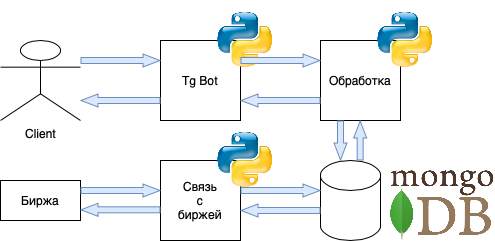 Tg Bot
Обработка
Client
Биржа
Связь
с
биржей
mongo
DB